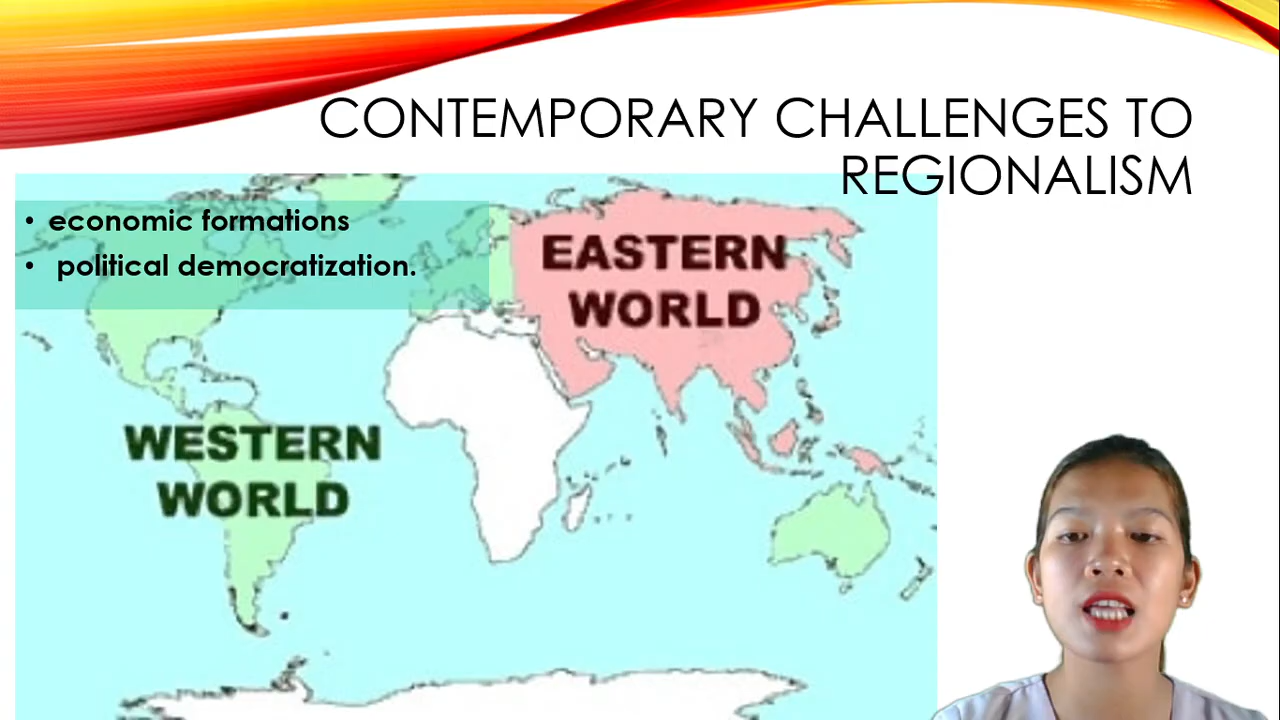 CONTEMPORARY CHALLENGES TO
REGIONALISM
• economic formations
• political democratization.
EASTERN
WORLD
WESTERN
WORLD